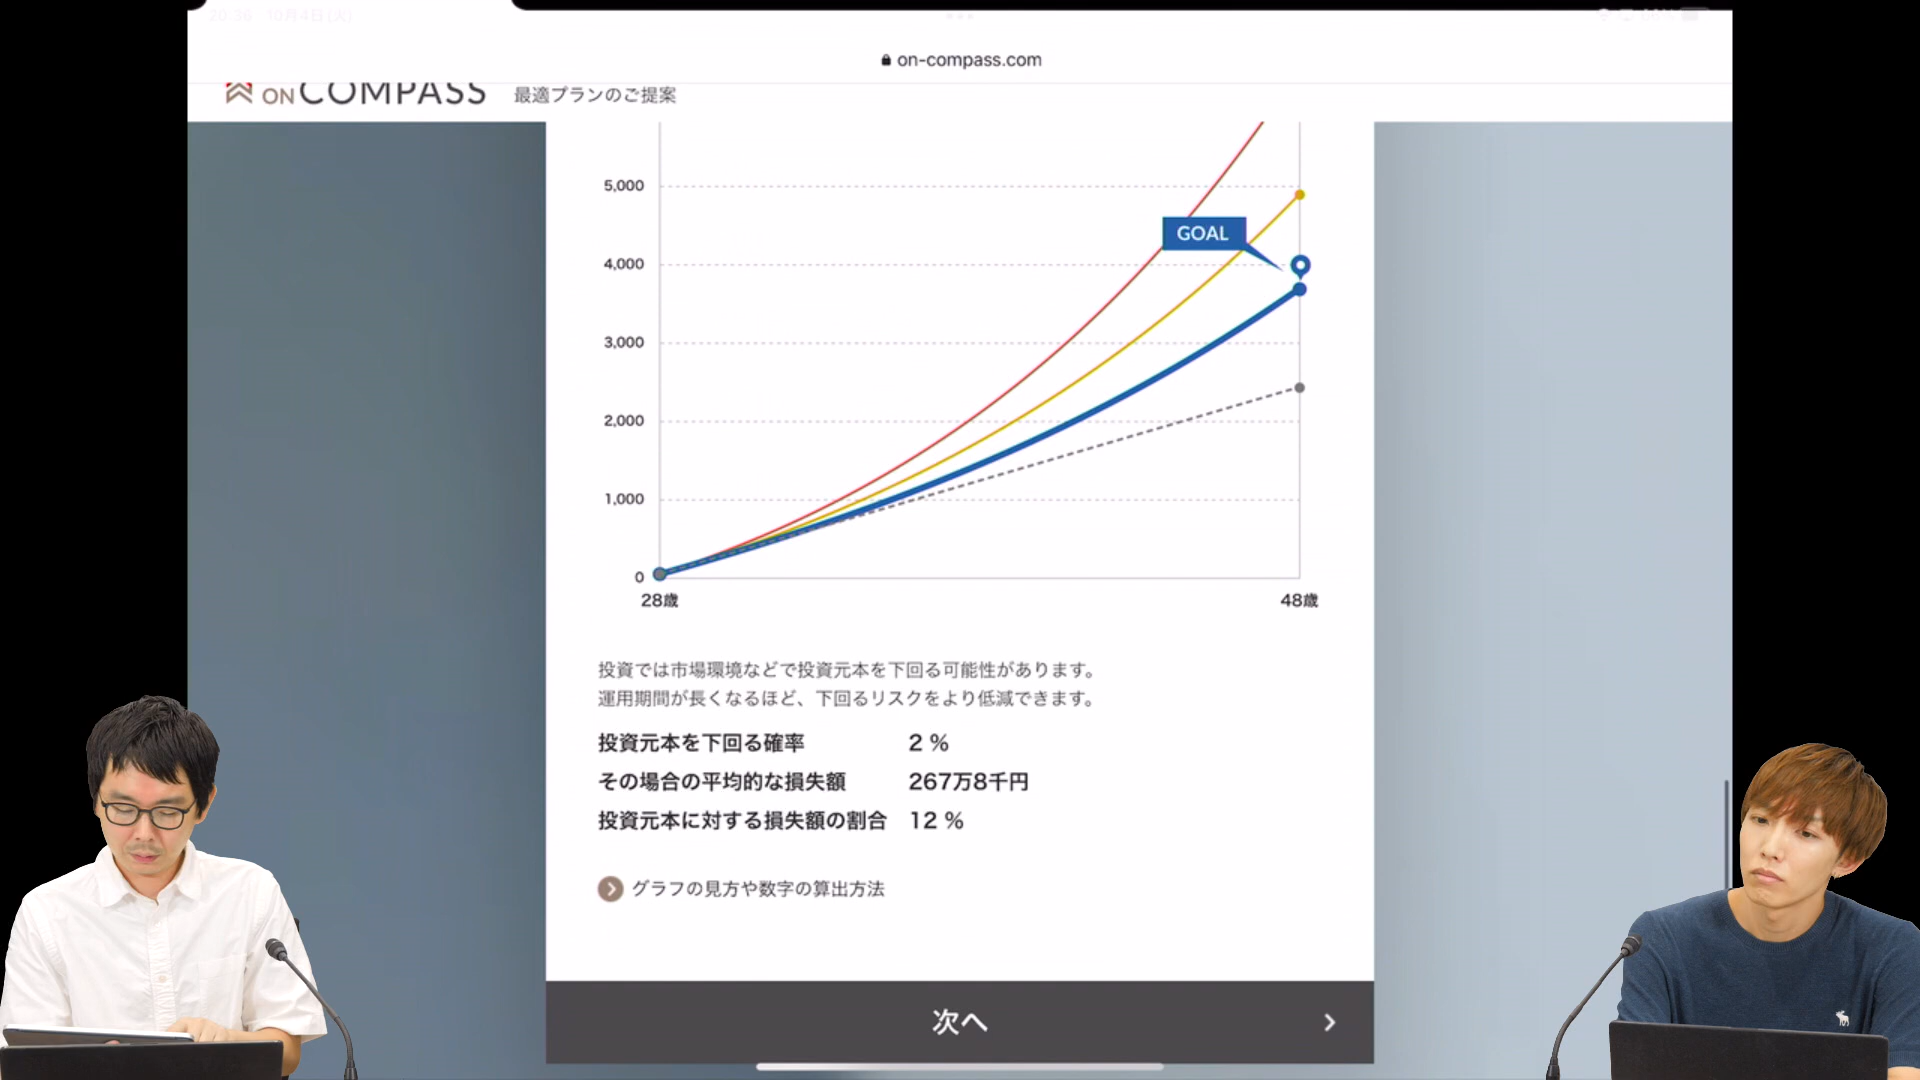 on-compass.com
ON COMPASS 最適プランのご提案
5,000
GOAL
4,000
3,000
2,000
1,000
0
28歳 48歳
投資では市場環境などで投資元本を下回る可能性があります。
運用期間が長くなるほど、下回るリスクをより低減できます。
投資元本を下回る確率 2 %
その場合の平均的な損失額 267万8千円
投資元本に対する損失額の割合 12 %
グラフの見方や数字の算出方法
次へ